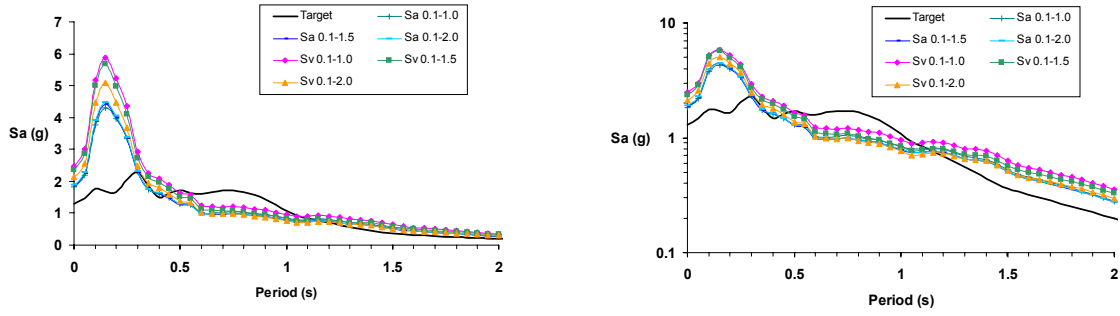 Target
Sa 0.1-1.0
Sa 0.1-1.5
Sa 0.1-2.0
Sv 0.1-1.0
Sv 0.1-1.5
Sv 0.1-2.0
7
6
5
4
3
2
1
0
Sa (g)
0
0.5
1
1.5
2
Period (s)
Target
Sa 0.1-1.0
Sa 0.1-1.5
Sa 0.1-2.0
Sv 0.1-1.0
Sv 0.1-1.5
Sv 0.1-2.0
10
1
0.1
Sa (g)
0
0.5
1
1.5
2
Period (s)